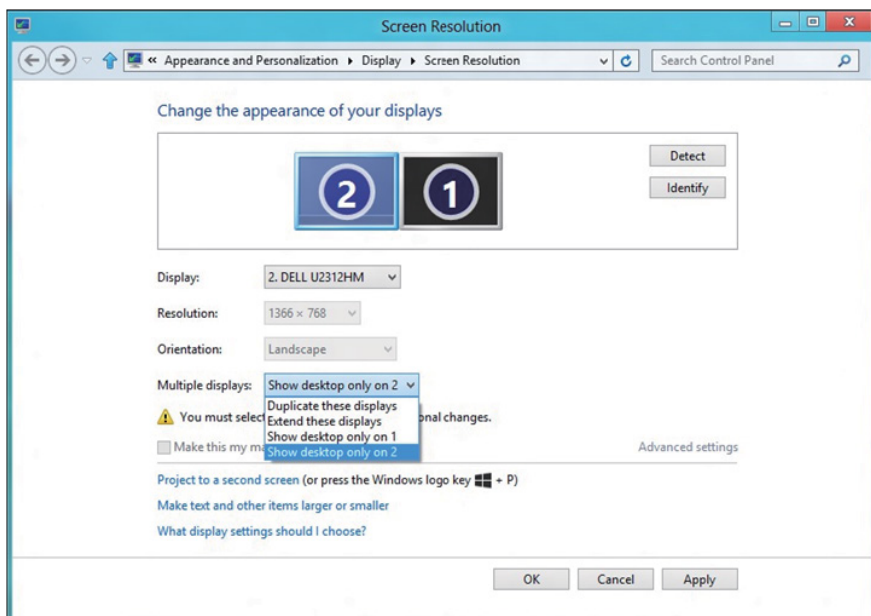 Screen Resolution
« Appearance and Personalization ▸ Display ▸ Screen Resolution
Search Control Panel
Change the appearance of your displays
2
1
Detect
Identify
Display: 2. DELL U2312HM
Resolution: 1366 × 768
Orientation: Landscape
Multiple displays: Show desktop only on 2
Duplicate these displays
Extend these displays
Show desktop only on 1
Show desktop only on 2
You must select onal changes.
Make this my ma
Advanced settings
Project to a second screen (or press the Windows logo key + P)
Make text and other items larger or smaller
What display settings should I choose?
OK
Cancel
Apply